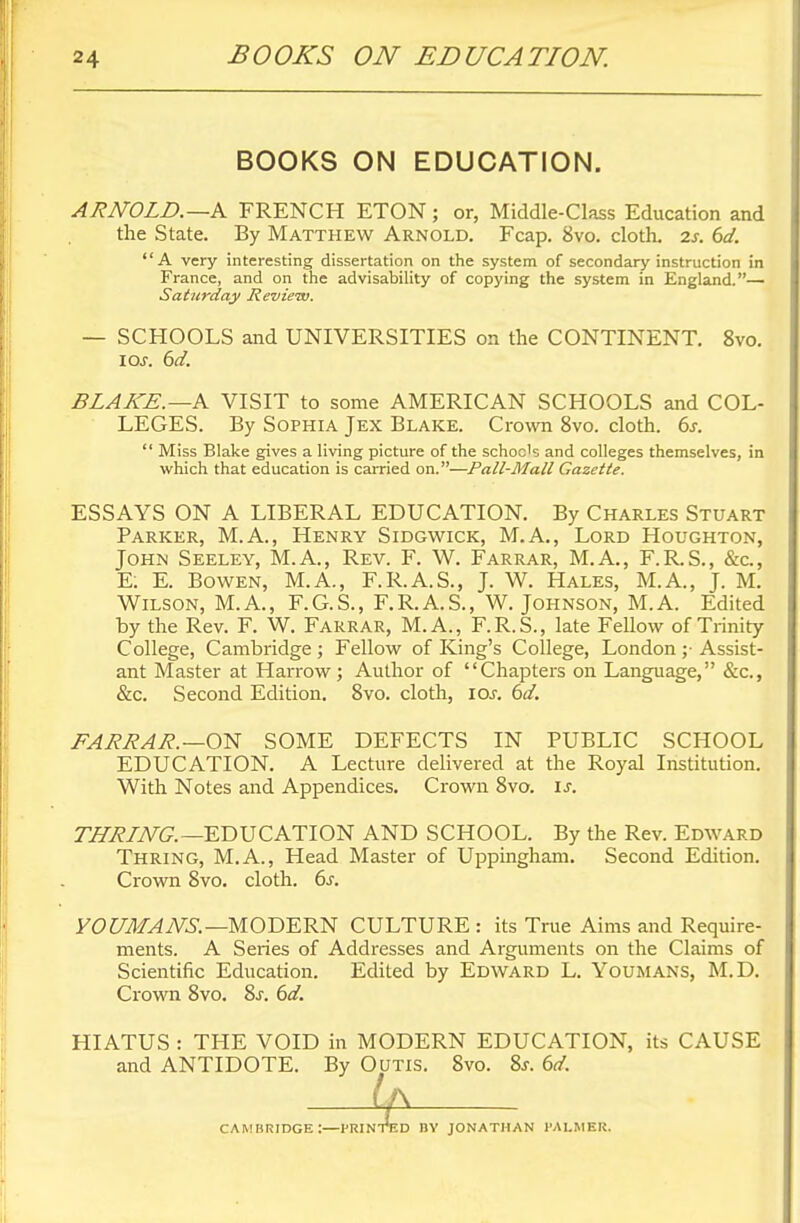 24 BOOKS ON EDUCATION.
BOOKS ON EDUCATION.
ARNOLD.—A FRENCH ETON; or, Middle-Class Education and
the State. By MATTHEW ARNOLD. Fcap. 8vo. cloth. 2s. 6d.
"A very interesting dissertation on the system of secondary instruction in
France, and on the advisability of copying the system in England."—
Saturday Review.
— SCHOOLS and UNIVERSITIES on the CONTINENT. 8vo.
10s. 6d.
BLAKE.—A VISIT to some AMERICAN SCHOOLS and COL-
LEGES. By SOPHIA JEX BLAKE. Crown 8vo. cloth. 6s.
" Miss Blake gives a living picture of the schools and colleges themselves, in
which that education is carried on."—Pall-Mall Gazette.
ESSAYS ON A LIBERAL EDUCATION. By CHARLES STUART
PARKER, M.A., HENRY SIDGWICK, M.A., LORD HOUGHTON,
JOHN SEELEY, M.A., REV. F. W. FARRAR, M.A., F.R.S., &c.,
E. E. BOWEN, M.A., F.R.A.S., J. W. HALES, M.A., J. M.
WILSON, M.A., F.G.S., F.R.A.S., W. JOHNSON, M.A. Edited
by the Rev. F. W. FARRAR, M.A., F.R.S., late Fellow of Trinity
College, Cambridge; Fellow of King's College, London; Assist-
ant Master at Harrow; Author of "Chapters on Language," &c.,
&c. Second Edition. 8vo. cloth, 10s. 6d.
FARRAR.—ON SOME DEFECTS IN PUBLIC SCHOOL
EDUCATION. A Lecture delivered at the Royal Institution.
With Notes and Appendices. Crown 8vo. 1s.
THRING.—EDUCATION AND SCHOOL. By the Rev. EDWARD
THRING, M.A., Head Master of Uppingham. Second Edition.
Crown 8vo. cloth. 6s.
YOUMANS.—MODERN CULTURE: its True Aims and Require-
ments. A Series of Addresses and Arguments on the Claims of
Scientific Education. Edited by EDWARD L. YOUMANS, M.D.
Crown 8vo. 8s. 6d.
HIATUS: THE VOID in MODERN EDUCATION, its CAUSE
and ANTIDOTE. By OUTIS. 8vo. 8s. 6d.
CAMBRIDGE:—PRINTED BY JONATHAN PALMER.